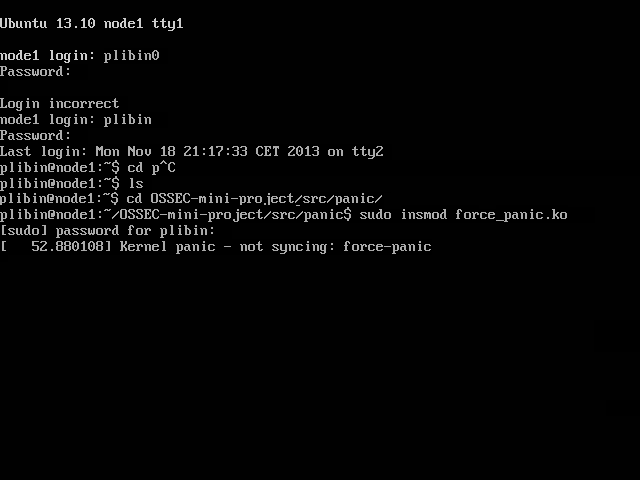 Ubuntu 13.10 node1 tty1
node1 login: plibin0
Password:
Login incorrect
node1 login: plibin
Password:
Last login: Mon Nov 18 21:17:33 CET 2013 on tty2
plibin@node1:~$ cd p^C
plibin@node1:~$ ls
plibin@node1:~$ cd OSSEC-mini-project/src/panic/
plibin@node1:~/OSSEC-mini-project/src/panic$ sudo insmod force_panic.ko
[sudo] password for plibin:
[   52.880108] Kernel panic - not syncing: force-panic